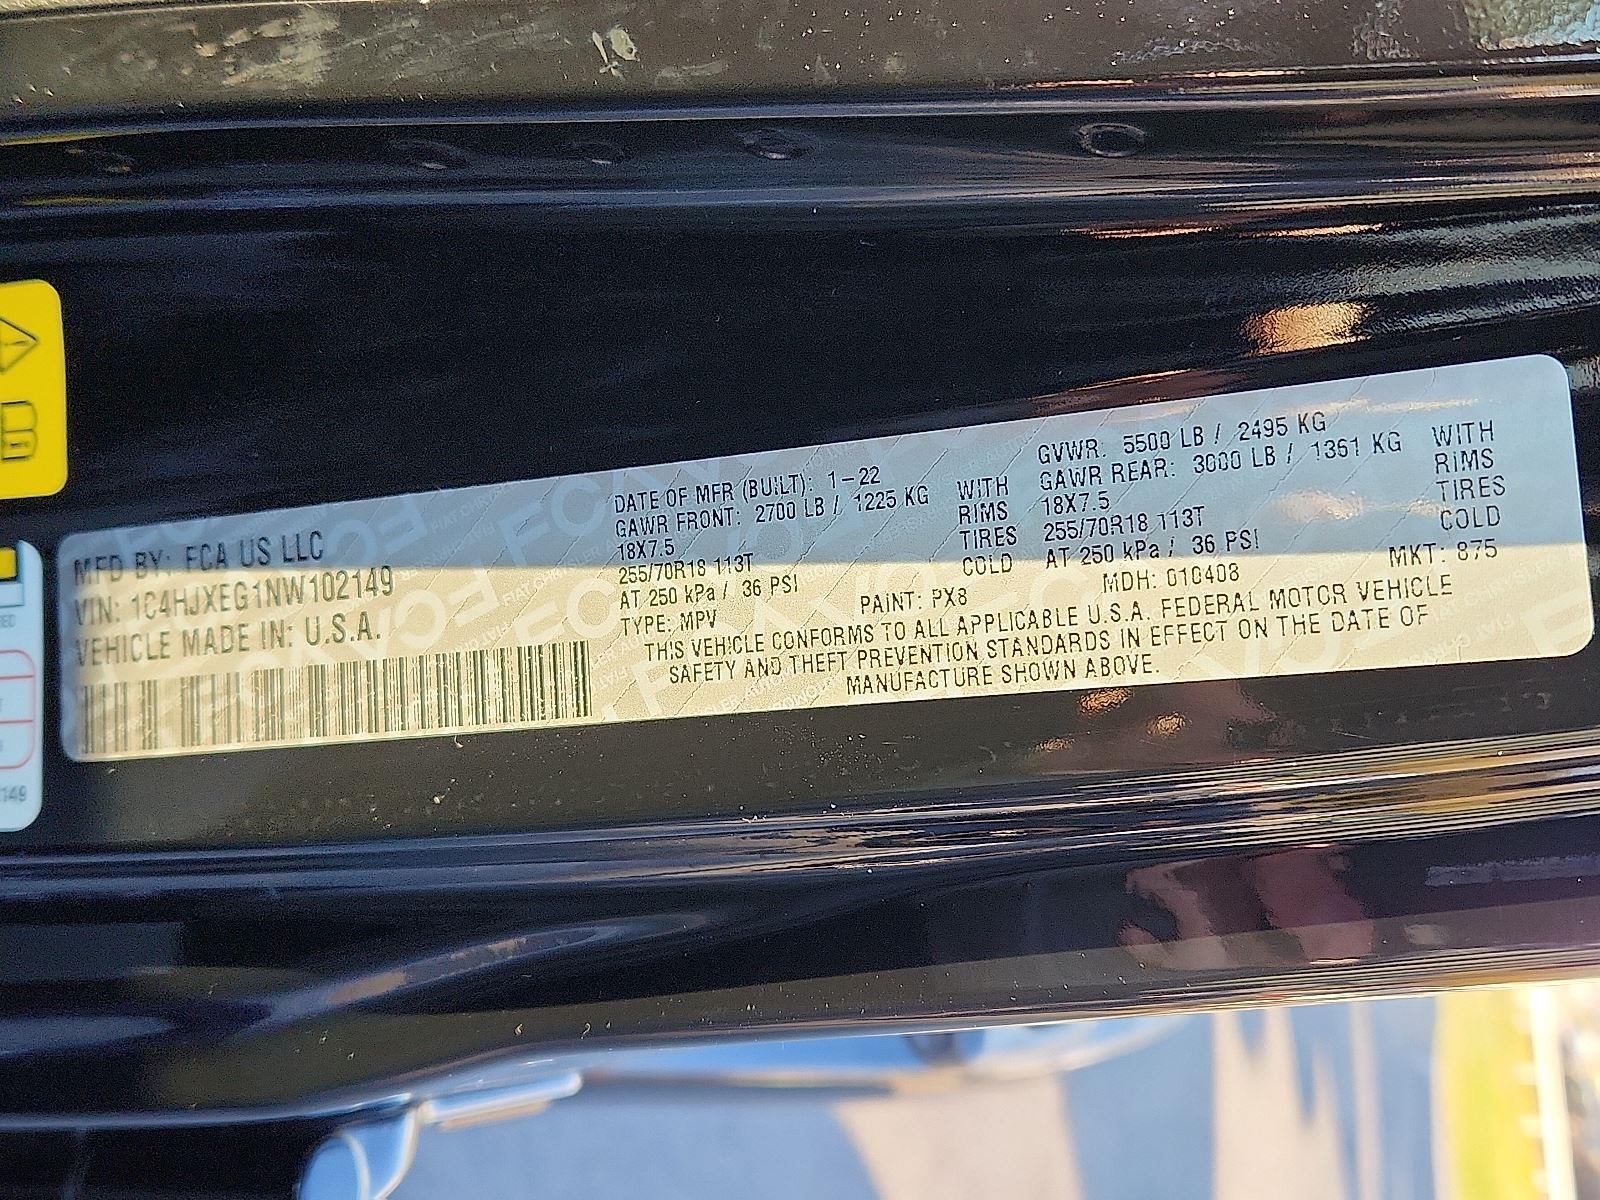 MFD BY: FCA US LLC
VIN: 1C4HJXEG1NW102149
VEHICLE MADE IN: U.S.A.
DATE OF MFR (BUILT): 1-22
GAWR FRONT: 2700 LB / 1225 KG WITH
18X7.5 RIMS
255/70R18 113T TIRES
AT 250 kPa / 36 PSI COLD
TYPE: MPV PAINT: PX8
GVWR: 5500 LB / 2495 KG
GAWR REAR: 3000 LB / 1361 KG WITH
18X7.5 RIMS
255/70R18 113T TIRES
AT 250 kPa / 36 PSI COLD
MDH: 010408 MKT: 875
THIS VEHICLE CONFORMS TO ALL APPLICABLE U.S.A. FEDERAL MOTOR VEHICLE
SAFETY AND THEFT PREVENTION STANDARDS IN EFFECT ON THE DATE OF
MANUFACTURE SHOWN ABOVE.
149